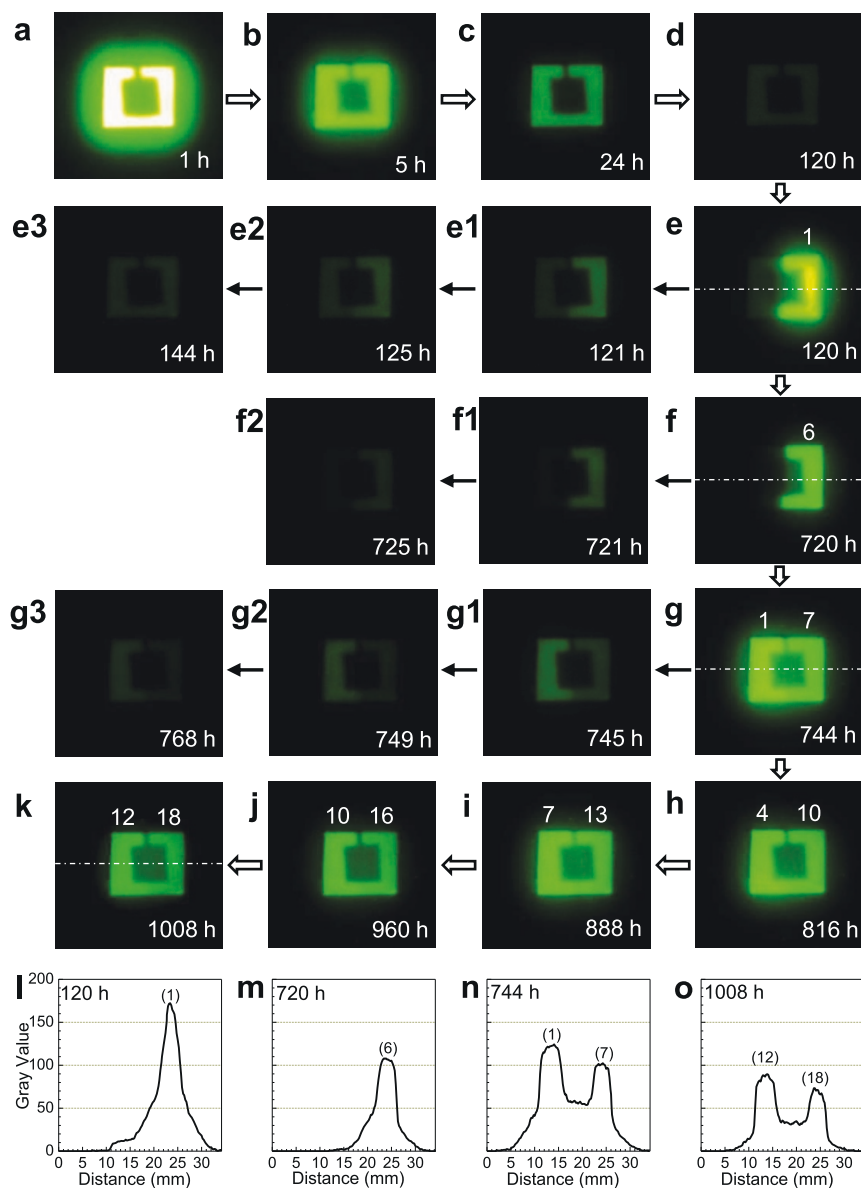 a b c d
1 h 5 h 24 h 120 h
e3 e2 e1 e 1
144 h 125 h 121 h 120 h
f2 f1 f 6
725 h 721 h 720 h
g3 g2 g1 g 1 7
768 h 749 h 745 h 744 h
k 12 18 j 10 16 i 7 13 h 4 10
1008 h 960 h 888 h 816 h
l 120 h (1)
200
150
100
50
0
Gray Value
0 5 10 15 20 25 30
Distance (mm)
m 720 h (6)
0 5 10 15 20 25 30
Distance (mm)
n 744 h (1) (7)
0 5 10 15 20 25 30
Distance (mm)
o 1008 h (12) (18)
0 5 10 15 20 25 30
Distance (mm)